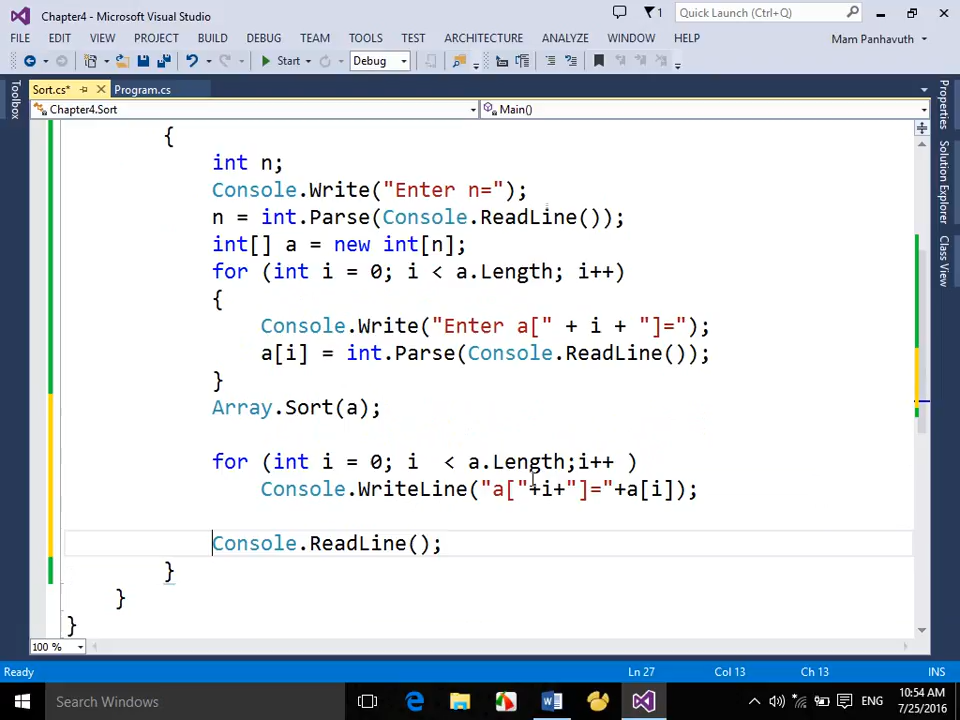 Chapter4 - Microsoft Visual Studio
1
Quick Launch (Ctrl+Q)
FILE EDIT VIEW PROJECT BUILD DEBUG TEAM TOOLS TEST ARCHITECTURE ANALYZE WINDOW HELP
Mam Panhavuth
Start Debug
Sort.cs* Program.cs
Chapter4.Sort Main()
Toolbox
Properties
Solution Explorer
Class View
{
int n;
Console.Write("Enter n=");
n = int.Parse(Console.ReadLine());
int[] a = new int[n];
for (int i = 0; i < a.Length; i++)
{
Console.Write("Enter a[" + i + "]=");
a[i] = int.Parse(Console.ReadLine());
}
Array.Sort(a);
for (int i = 0; i  < a.Length;i++ )
Console.WriteLine("a["+i+"]="+a[i]);
Console.ReadLine();
}
}
}
100 %
Ready Ln 27 Col 13 Ch 13 INS
Search Windows
ENG
10:54 AM
7/25/2016